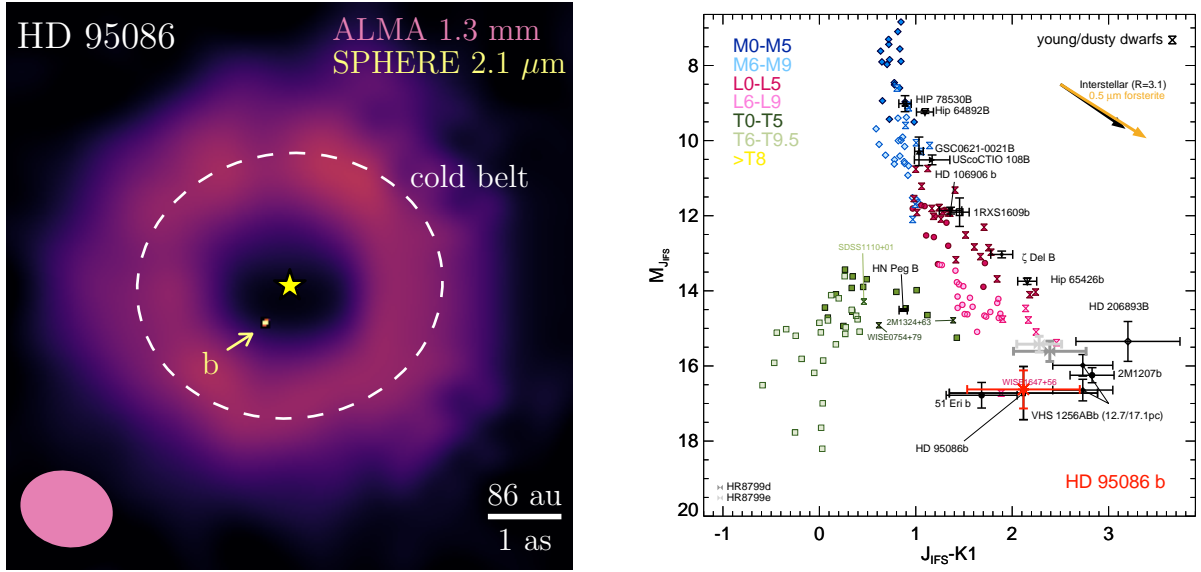 HD 95086
ALMA 1.3 mm
SPHERE 2.1 μm
cold belt
b
86 au
1 as
M0-M5
M6-M9
L0-L5
L6-L9
T0-T5
T6-T9.5
>T8
young/dusty dwarfs
Interstellar (R=3.1)
0.5 μm forsterite
HIP 78530B
Hip 64892B
GSC0621-0021B
UScoCTIO 108B
HD 106906 b
1RXS1609b
SDSS1110+01
HN Peg B
ζ Del B
Hip 65426b
HD 206893B
2M1324+63
WISE0754+79
2M1207b
WISE1647+56
51 Eri b
VHS 1256ABb (12.7/17.1pc)
HD 95086b
HR8799d
HR8799e
HD 95086 b
8
10
12
14
16
18
20
M_JIFS
-1
0
1
2
3
J_IFS-K1